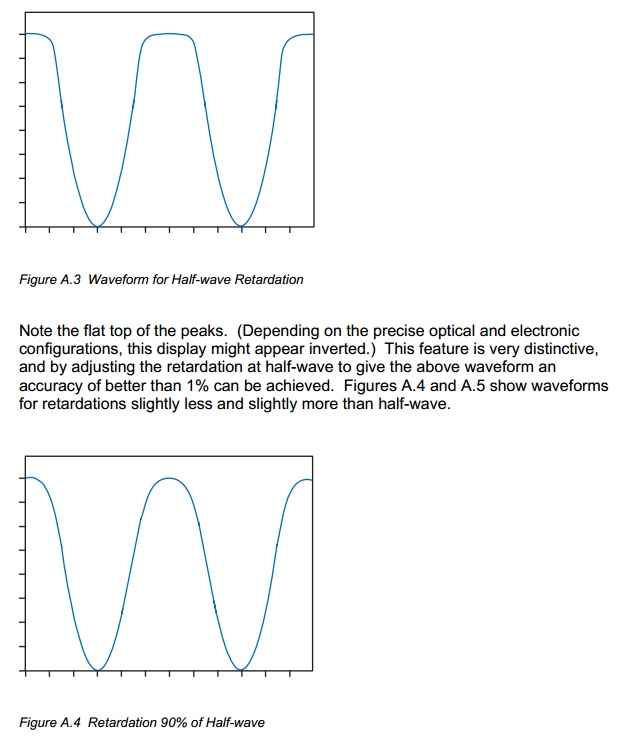 Figure A.3 Waveform for Half-wave Retardation
Note the flat top of the peaks. (Depending on the precise optical and electronic
configurations, this display might appear inverted.) This feature is very distinctive,
and by adjusting the retardation at half-wave to give the above waveform an
accuracy of better than 1% can be achieved. Figures A.4 and A.5 show waveforms
for retardations slightly less and slightly more than half-wave.
Figure A.4 Retardation 90% of Half-wave